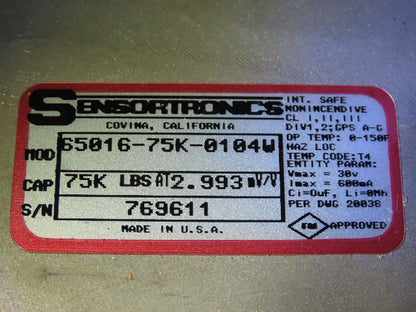 SENSORTRONICS
COVINA, CALIFORNIA
MOD 65016-75K-0104W
CAP 75K LBS AT 2.993 mV/V
S/N 769611
MADE IN U.S.A.
INT. SAFE
NONINCENDIVE
CL I,II,III
DIV1,2;GPS A-G
OP TEMP: 0-150F
HAZ LOC
TEMP CODE:T4
ENTITY PARAM:
Vmax = 30v
Imax = 600mA
Ci=0uF, Li=0Mh
PER DWG 20038
FM APPROVED